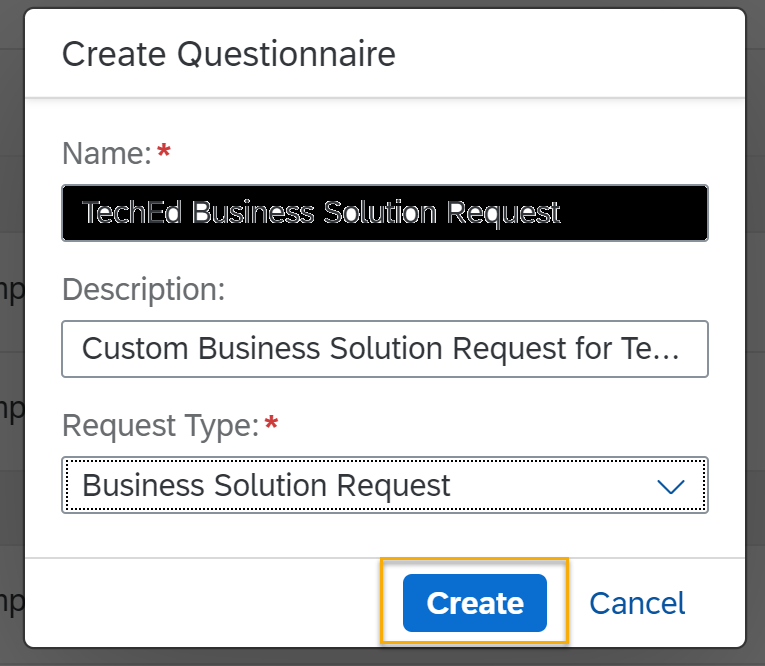 Create Questionnaire
Name:*
TechEd Business Solution Request
Description:
Custom Business Solution Request for Te...
Request Type:*
Business Solution Request
Create Cancel